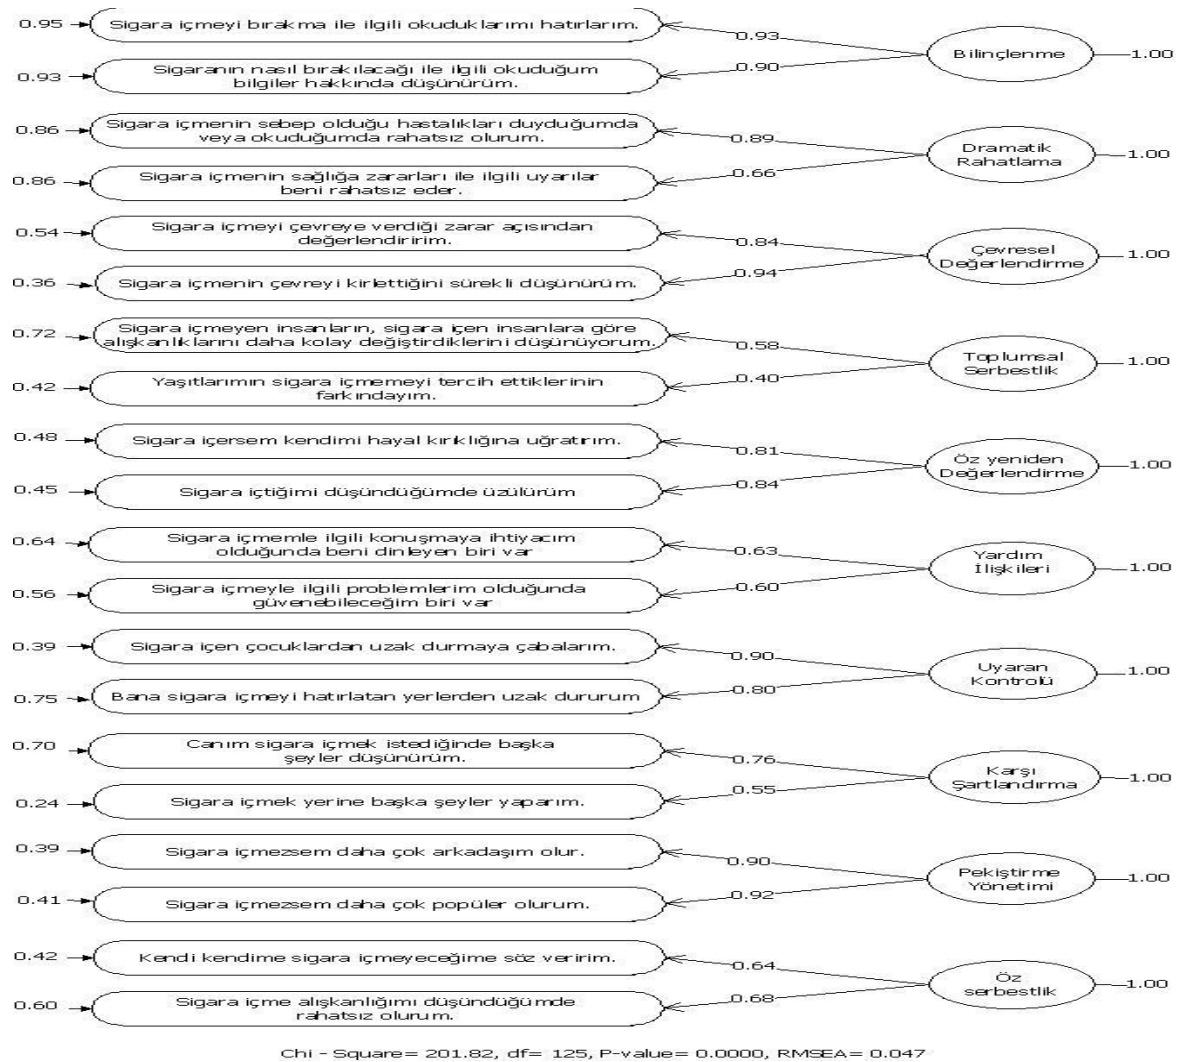 0.95
Sigara içmeyi bırakma ile ilgili okuduklarımı hatırlarım.
0.93
Bilinçlenme
1.00
0.93
Sigaranın nasıl bırakılacağı ile ilgili okuduğum
bilgiler hakkında düşünürüm.
0.90
0.86
Sigara içmenin sebep olduğu hastalıkları duyduğumda
veya okuduğumda rahatsız olurum.
0.89
Dramatik
Rahatlama
1.00
0.86
Sigara içmenin sağlığa zararları ile ilgili uyarılar
beni rahatsız eder.
0.66
0.54
Sigara içmeyi çevreye verdiği zarar açısından
değerlendiririm.
0.84
Çevresel
Değerlendirme
1.00
0.36
Sigara içmenin çevreyi kirlettiğini sürekli düşünürüm.
0.94
0.72
Sigara içmeyen insanların, sigara içen insanlara göre
alışkanlıklarını daha kolay değiştirdiklerini düşünüyorum.
0.58
Toplumsal
Serbestlik
1.00
0.42
Yaşıtlarımın sigara içmemeyi tercih ettiklerinin
farkındayım.
0.40
0.48
Sigara içersem kendimi hayal kırıklığına uğratırım.
0.81
Öz yeniden
Değerlendirme
1.00
0.45
Sigara içtiğimi düşündüğümde üzülürüm
0.84
0.64
Sigara içmemle ilgili konuşmaya ihtiyacım
olduğunda beni dinleyen biri var
0.63
Yardım
İlişkileri
1.00
0.56
Sigara içmeyle ilgili problemlerim olduğunda
güvenebileceğim biri var
0.60
0.39
Sigara içen çocuklardan uzak durmaya çabalarım.
0.90
Uyaran
Kontrolü
1.00
0.75
Bana sigara içmeyi hatırlatan yerlerden uzak dururum
0.80
0.70
Canım sigara içmek istediğinde başka
şeyler düşünürüm.
0.76
Karşı
Şartlandırma
1.00
0.24
Sigara içmek yerine başka şeyler yaparım.
0.55
0.39
Sigara içmezsem daha çok arkadaşım olur.
0.90
Pekiştirme
Yönetimi
1.00
0.41
Sigara içmezsem daha çok popüler olurum.
0.92
0.42
Kendi kendime sigara içmeyeceğime söz veririm.
0.64
Öz
serbestlik
1.00
0.60
Sigara içme alışkanlığımı düşündüğümde
rahatsız olurum.
0.68
Chi - Square= 201.82, df= 125, P-value= 0.0000, RMSEA= 0.047